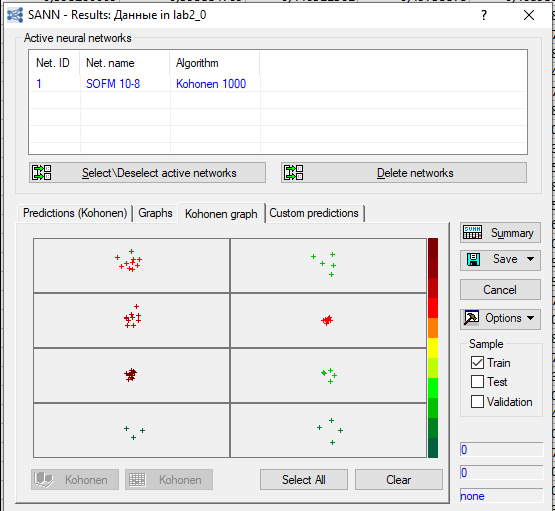 SANN - Results: Данные in lab2_0
Active neural networks
Net. ID Net. name Algorithm
1 SOFM 10-8 Kohonen 1000
Select\Deselect active networks
Delete networks
Predictions (Kohonen) Graphs Kohonen graph Custom predictions
Summary
Save
Cancel
Options
Sample
Train
Test
Validation
Kohonen
Kohonen
Select All
Clear
0
0
none